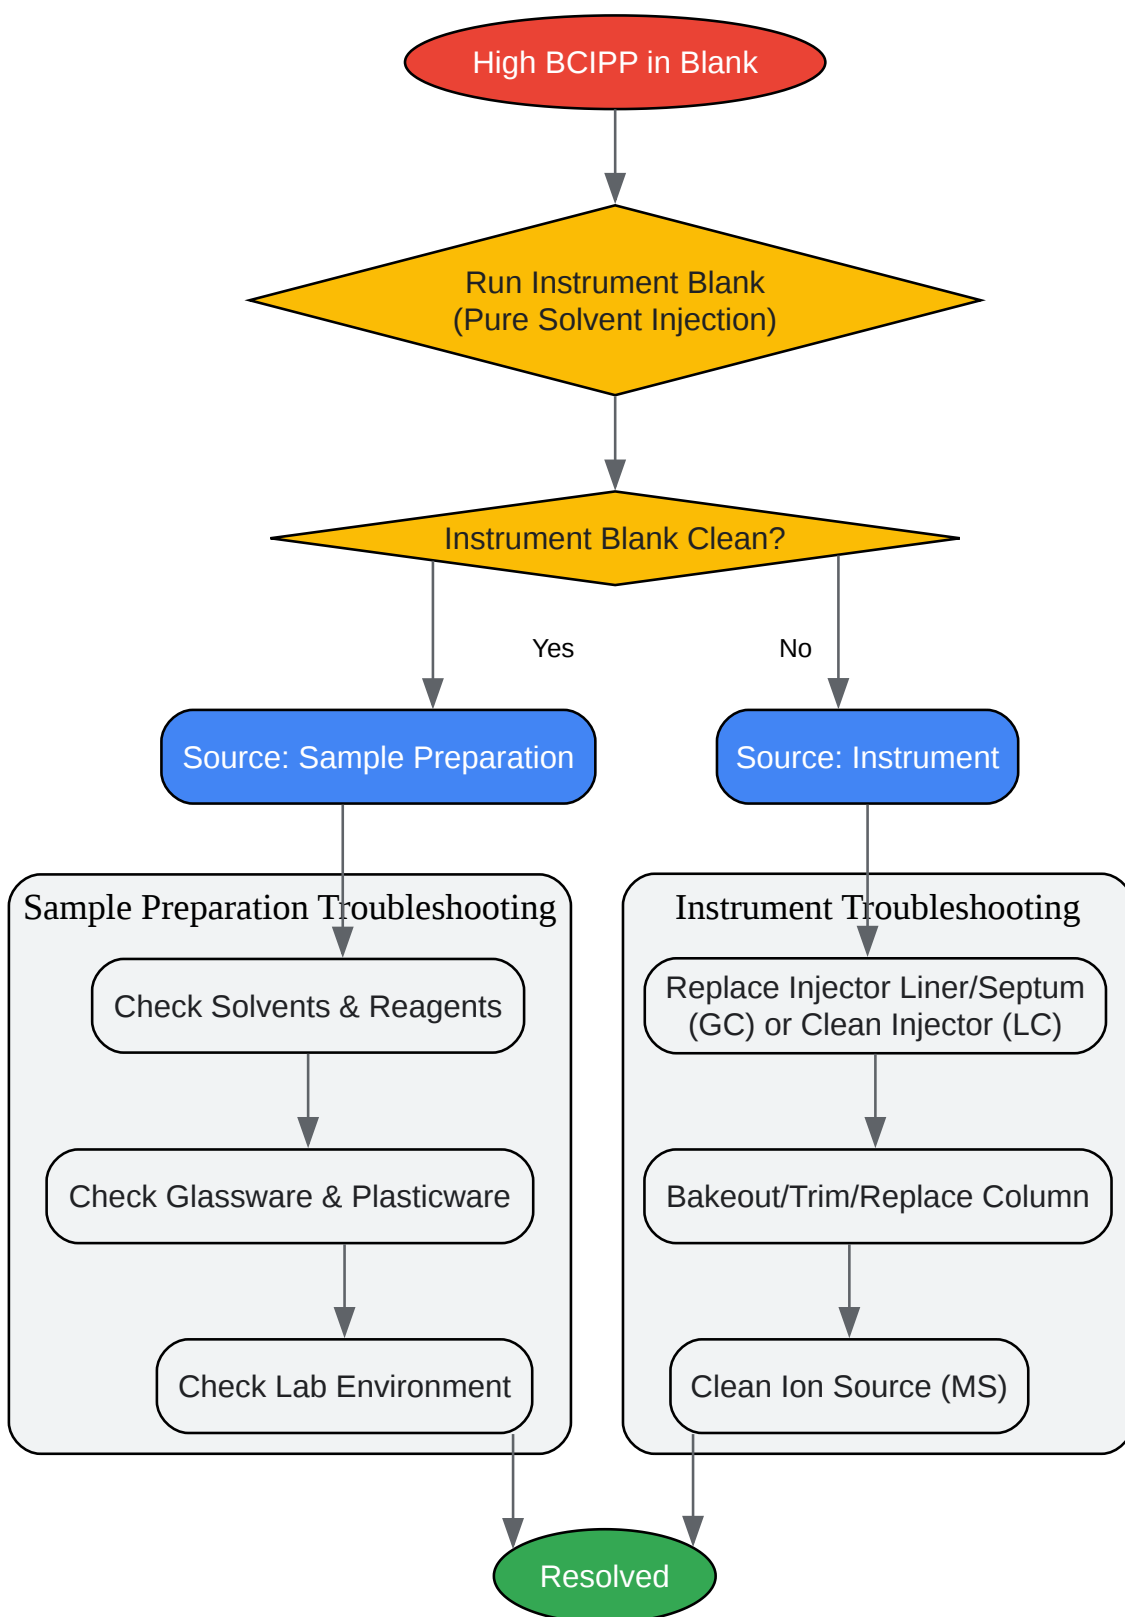 High BCIPP in Blank
Run Instrument Blank
(Pure Solvent Injection)
Instrument Blank Clean?
Yes
No
Source: Sample Preparation
Source: Instrument
Sample Preparation Troubleshooting
Check Solvents & Reagents
Check Glassware & Plasticware
Check Lab Environment
Instrument Troubleshooting
Replace Injector Liner/Septum
(GC) or Clean Injector (LC)
Bakeout/Trim/Replace Column
Clean Ion Source (MS)
Resolved